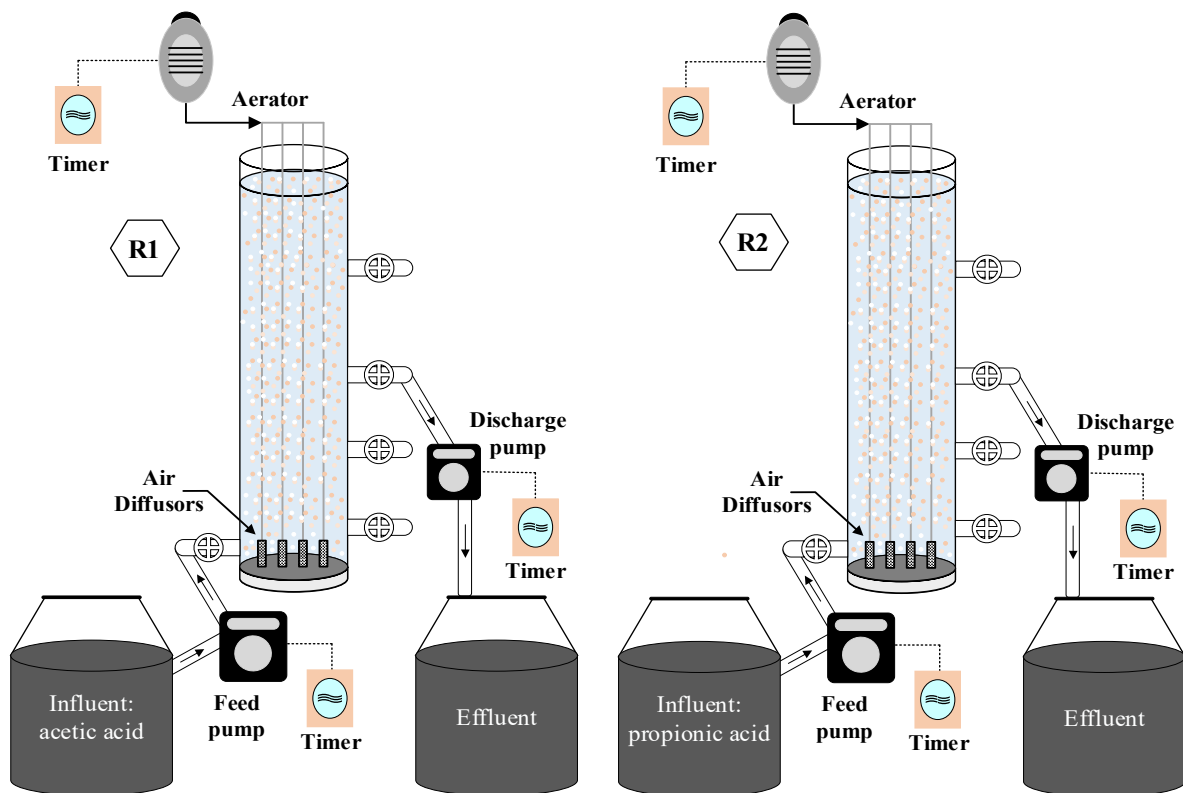 Aerator
Timer
R1
Discharge
pump
Air
Diffusors
Timer
Influent:
acetic acid
Feed
pump
Timer
Effluent
Aerator
Timer
R2
Discharge
pump
Air
Diffusors
Timer
Influent:
propionic acid
Feed
pump
Timer
Effluent